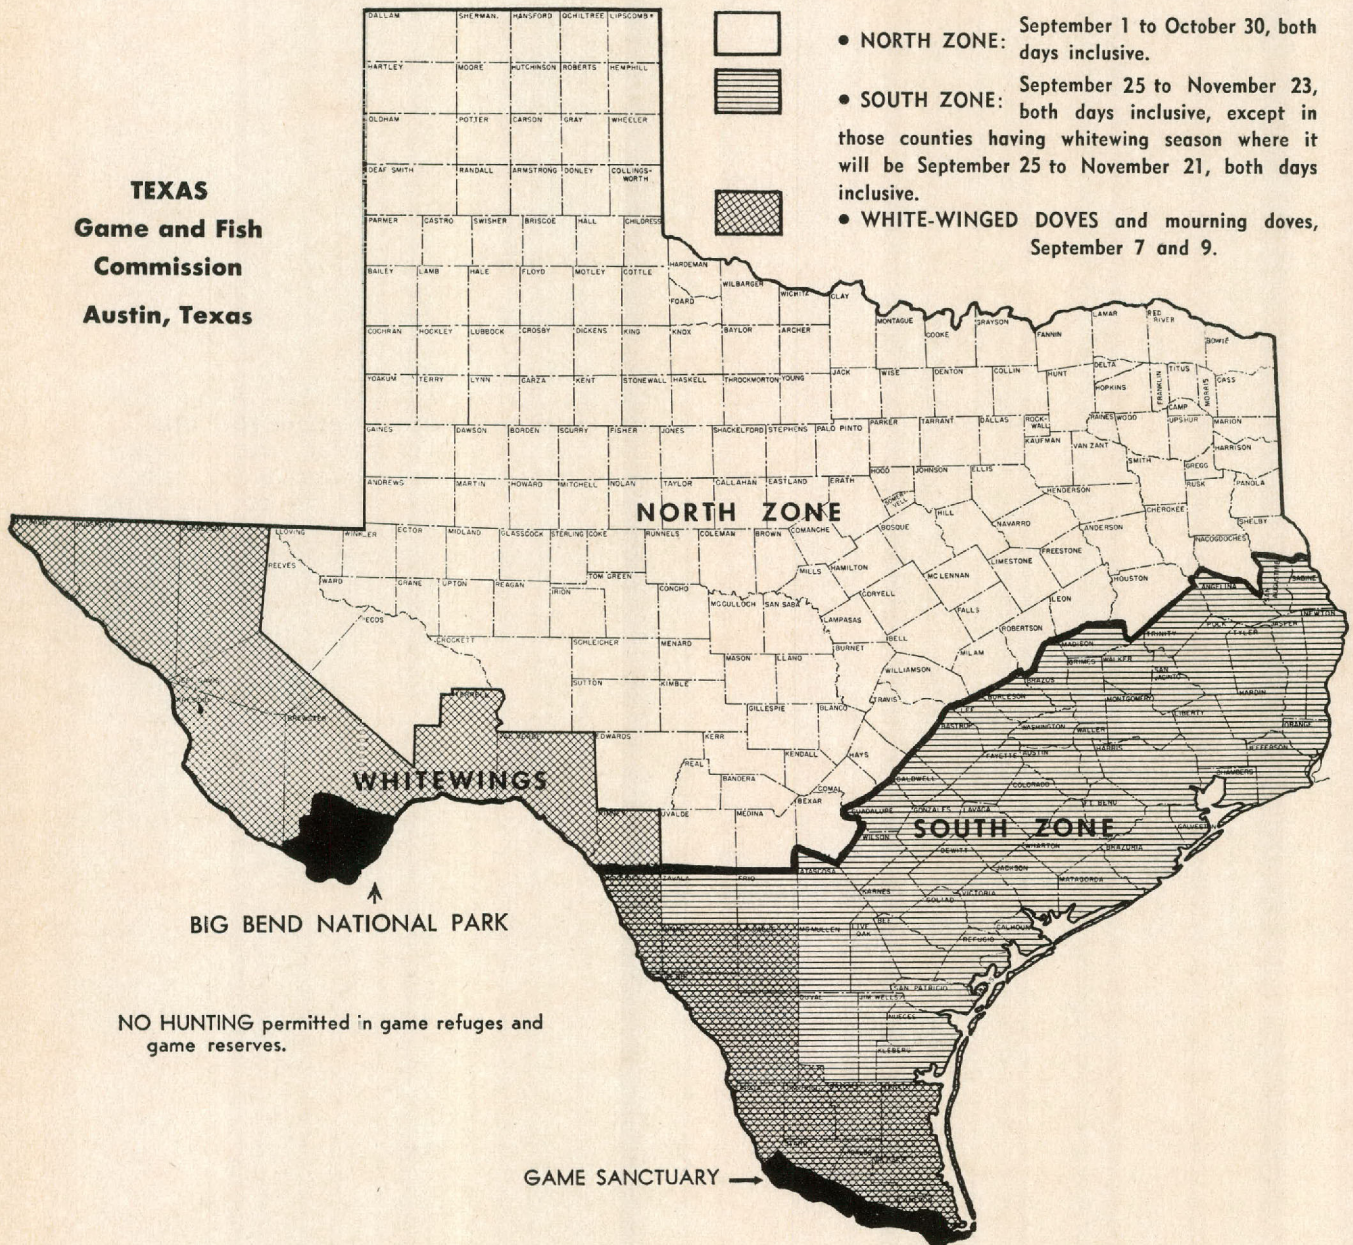 TEXAS
Game and Fish
Commission
Austin, Texas
• NORTH ZONE: September 1 to October 30, both
days inclusive.
• SOUTH ZONE: September 25 to November 23,
both days inclusive, except in
those counties having whitewing season where it
will be September 25 to November 21, both days
inclusive.
• WHITE-WINGED DOVES and mourning doves,
September 7 and 9.
DALLAM SHERMAN. HANSFORD OCHILTREE LIPSCOMB
HARTLEY MOORE HUTCHINSON ROBERTS HEMPHILL
OLDHAM POTTER CARSON GRAY WHEELER
DEAF SMITH RANDALL ARMSTRONG DONLEY COLLINGS-
WORTH
PARMER CASTRO SWISHER BRISCOE HALL CHILDRESS
BAILEY LAMB HALE FLOYD MOTLEY COTTLE HARDEMAN
FOARD WILBARGER WICHITA CLAY
COCHRAN HOCKLEY LUBBOCK CROSBY DICKENS KING KNOX BAYLOR ARCHER MONTAGUE COOKE GRAYSON FANNIN LAMAR RED
RIVER
BOWIE
YOAKUM TERRY LYNN GARZA KENT STONEWALL HASKELL THROCKMORTON YOUNG JACK WISE DENTON COLLIN HUNT DELTA
HOPKINS FRANKLIN TITUS MORRIS CASS
CAMP
GAINES DAWSON BORDEN SCURRY FISHER JONES SHACKELFORD STEPHENS PALO PINTO PARKER TARRANT DALLAS ROCK-
WALL
RAINES WOOD UPSHUR MARION
KAUFMAN VAN ZANT SMITH GREGG HARRISON
ANDREWS MARTIN HOWARD MITCHELL NOLAN TAYLOR CALLAHAN EASTLAND ERATH HOOD JOHNSON ELLIS HENDERSON RUSK PANOLA
SOMER-
VELL
NORTH ZONE
LOVING WINKLER ECTOR MIDLAND GLASSCOCK STERLING COKE RUNNELS COLEMAN BROWN COMANCHE BOSQUE HILL NAVARRO ANDERSON CHEROKEE SHELBY
NACOGDOCHES
REEVES WARD CRANE UPTON REAGAN IRION TOM GREEN CONCHO MILLS HAMILTON MC LENNAN LIMESTONE FREESTONE HOUSTON
MCCULLOCH SAN SABA LAMPASAS CORYELL FALLS LEON ANGELINA SAN
AUGUSTINE
SABINE
PECOS CROCKETT SCHLEICHER MENARD BURNET BELL ROBERTSON MADISON TRINITY POLK TYLER JASPER NEWTON
MASON LLANO WILLIAMSON MILAM GRIMES WALKER SAN
JACINTO
SUTTON KIMBLE TRAVIS BRAZOS BURLESON MONTGOMERY HARDIN
TERRELL GILLESPIE BLANCO LEE BASTROP WASHINGTON WALLER LIBERTY ORANGE
BREWSTER EDWARDS KERR KENDALL HAYS FAYETTE AUSTIN HARRIS JEFFERSON
WHITEWINGS
REAL BANDERA COMAL CALDWELL COLORADO CHAMBERS
BEXAR
KINNEY UVALDE MEDINA GUADALUPE GONZALES LAVACA FT. BEND GALVESTON
SOUTH ZONE
WILSON DEWITT WHARTON BRAZORIA
ZAVALA FRIO ATASCOSA KARNES GOLIAD VICTORIA JACKSON MATAGORDA
MC MULLEN LIVE
OAK
BEE REFUGIO CALHOUN
SAN PATRICIO
DUVAL JIM WELLS NUECES
KLEBERG
BIG BEND NATIONAL PARK
NO HUNTING permitted in game refuges and
game reserves.
GAME SANCTUARY